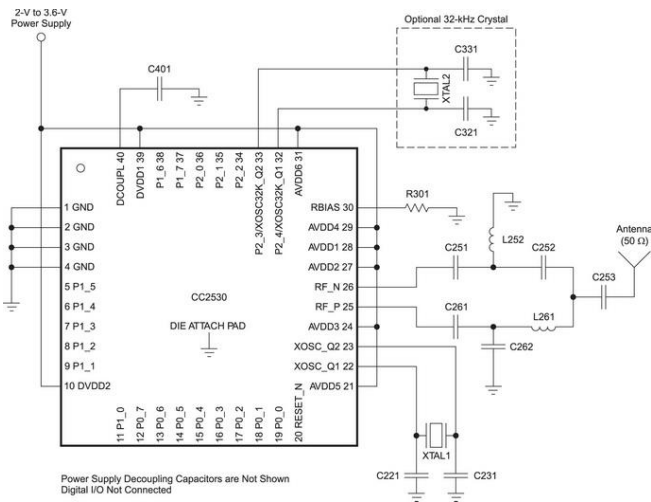 2-V to 3.6-V
Power Supply
Optional 32-kHz Crystal
C401
C331
XTAL2
C321
DCOUPL 40
DVDD1 39
P1_6 38
P1_7 37
P2_0 36
P2_1 35
P2_2 34
P2_3/XOSC32K_Q2 33
P2_4/XOSC32K_Q1 32
AVDD6 31
1 GND
2 GND
3 GND
4 GND
5 P1_5
6 P1_4
7 P1_3
8 P1_2
9 P1_1
10 DVDD2
CC2530
DIE ATTACH PAD
RBIAS 30
AVDD4 29
AVDD1 28
AVDD2 27
RF_N 26
RF_P 25
AVDD3 24
XOSC_Q2 23
XOSC_Q1 22
AVDD5 21
11 P1_0
12 P0_7
13 P0_6
14 P0_5
15 P0_4
16 P0_3
17 P0_2
18 P0_1
19 P0_0
20 RESET_N
R301
L252
C251
C252
Antenna
(50 Ω)
C253
C261
L261
C262
XTAL1
C221
C231
Power Supply Decoupling Capacitors are Not Shown
Digital I/O Not Connected